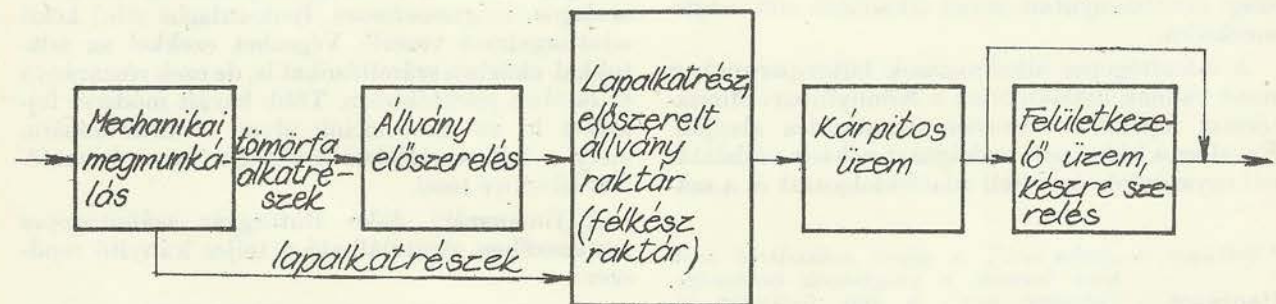 Mechanikai
megmunká-
lás
tömörfa
alkatré-
szek
Állvány
előszerelés
lapalkatrészek
Lapalkatrész,
előszerelt
állvány
raktár
(félkész
raktár)
Kárpitos
üzem
Felületkeze-
lő üzem,
készre sze-
relés